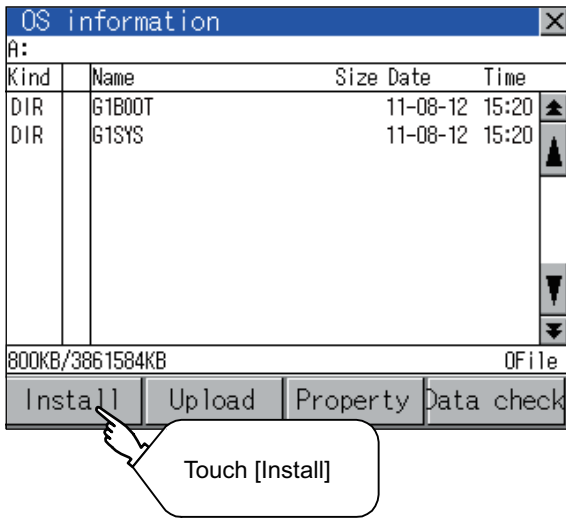 OS information
A:
Kind Name Size Date Time
DIR G1BOOT 11-08-12 15:20
DIR G1SYS 11-08-12 15:20
800KB/3861584KB 0File
Install Upload Property Data check
Touch [Install]